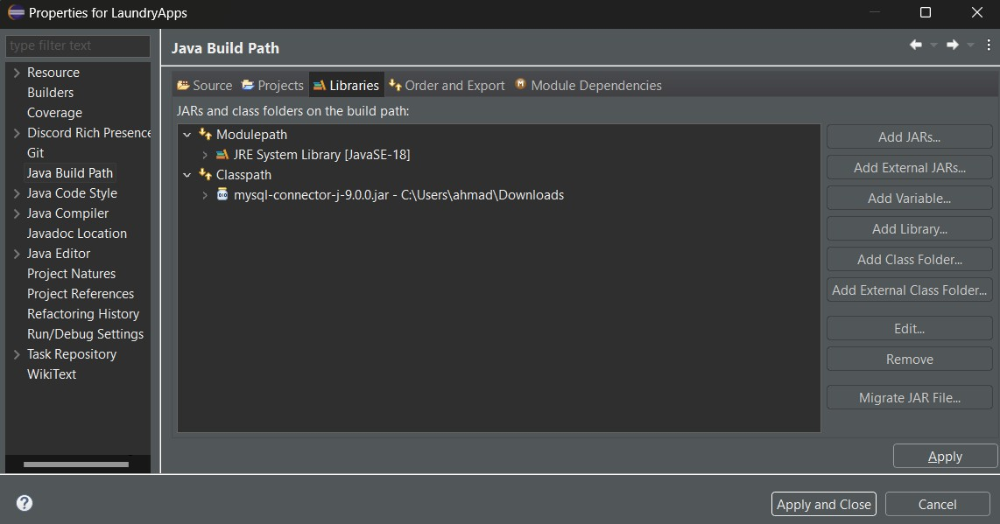 Properties for LaundryApps
type filter text
Resource
Builders
Coverage
Discord Rich Presence
Git
Java Build Path
Java Code Style
Java Compiler
Javadoc Location
Java Editor
Project Natures
Project References
Refactoring History
Run/Debug Settings
Task Repository
WikiText
Java Build Path
Source Projects Libraries Order and Export Module Dependencies
JARs and class folders on the build path:
Modulepath
JRE System Library [JavaSE-18]
Classpath
mysql-connector-j-9.0.0.jar - C:\Users\ahmad\Downloads
Add JARs...
Add External JARs...
Add Variable...
Add Library...
Add Class Folder...
Add External Class Folder...
Edit...
Remove
Migrate JAR File...
Apply
Apply and Close Cancel